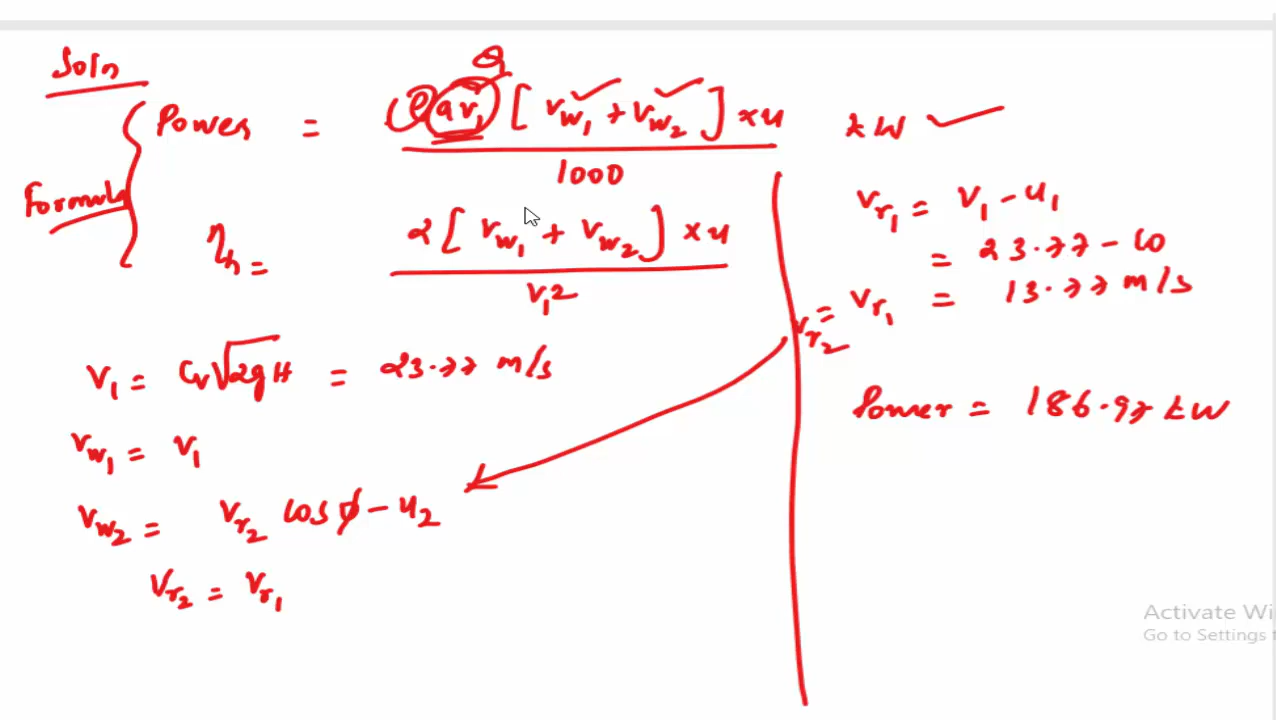 Soln
Power = ρav₁ [Vw₁ + Vw₂] × u / 1000 kW
Q
Formula
ηh = 2[Vw₁ + Vw₂] × u / V₁2
V₁ = Cv√2gH = 23.77 m/s
Vw₁ = V₁
Vw₂ = Vr₂ cos φ - u₂
Vr₂ = Vr₁
Vr₁ = V₁ - u₁
= 23.77 - 10
Vr₂ = Vr₁ = 13.77 m/s
Power = 186.97 kW
Activate Wi
Go to Settings t